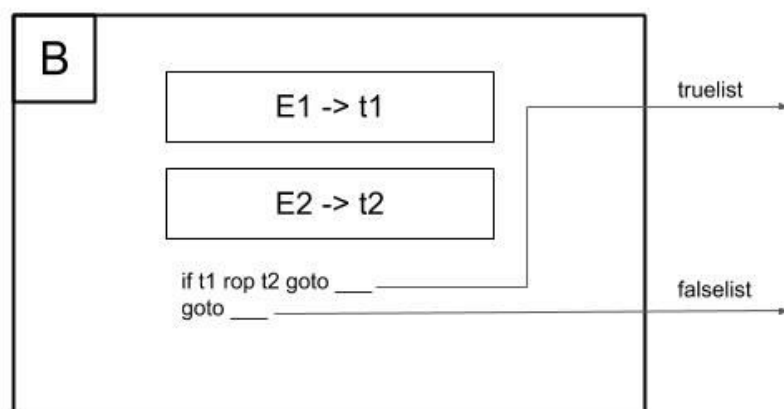 B
E1 -> t1
truelist
E2 -> t2
if t1 rop t2 goto ___
goto ___
falselist